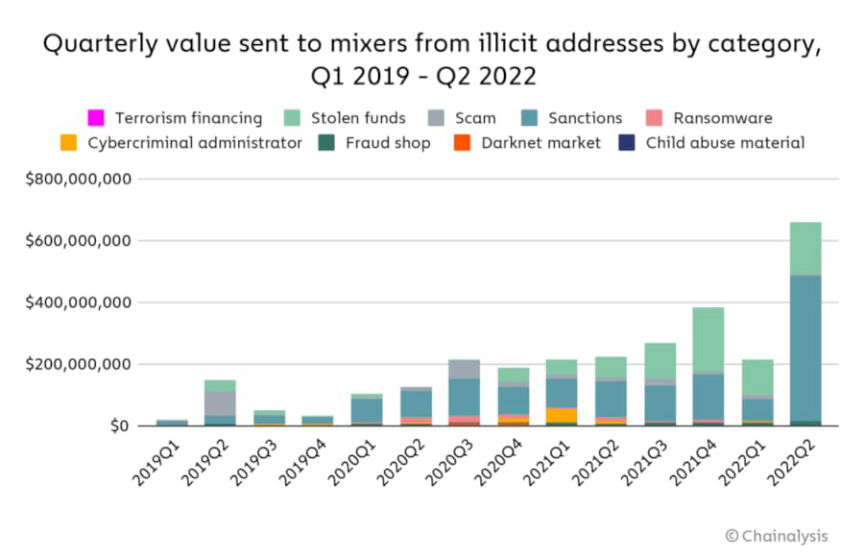 Quarterly value sent to mixers from illicit addresses by category,
Q1 2019 - Q2 2022
Terrorism financing Stolen funds Scam Sanctions Ransomware
Cybercriminal administrator Fraud shop Darknet market Child abuse material
$800,000,000
$600,000,000
$400,000,000
$200,000,000
$0
2019Q1 2019Q2 2019Q3 2019Q4 2020Q1 2020Q2 2020Q3 2020Q4 2021Q1 2021Q2 2021Q3 2021Q4 2022Q1 2022Q2
© Chainalysis